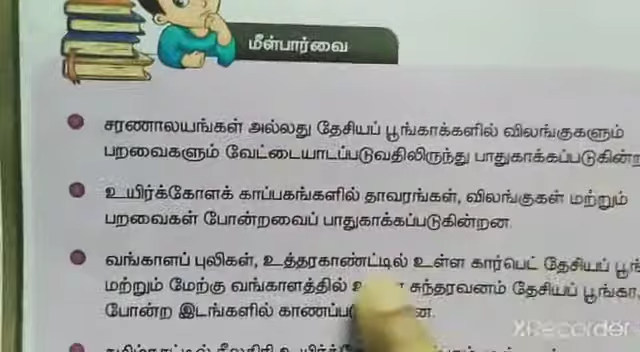 மீள்பார்வை
சரணாலயங்கள் அல்லது தேசியப் பூங்காக்களில் விலங்குகளும்
பறவைகளும் வேட்டையாடப்படுவதிலிருந்து பாதுகாக்கப்படுகின்ற
உயிர்க்கோளக் காப்பகங்களில் தாவரங்கள், விலங்குகள் மற்றும்
பறவைகள் போன்றவைப் பாதுகாக்கப்படுகின்றன.
வங்காளப் புலிகள், உத்தரகாண்ட்டில் உள்ள கார்பெட் தேசியப் பூங்
மற்றும் மேற்கு வங்காளத்தில் சுந்தரவனம் தேசியப் பூங்கா
போன்ற இடங்களில்
XRecorder